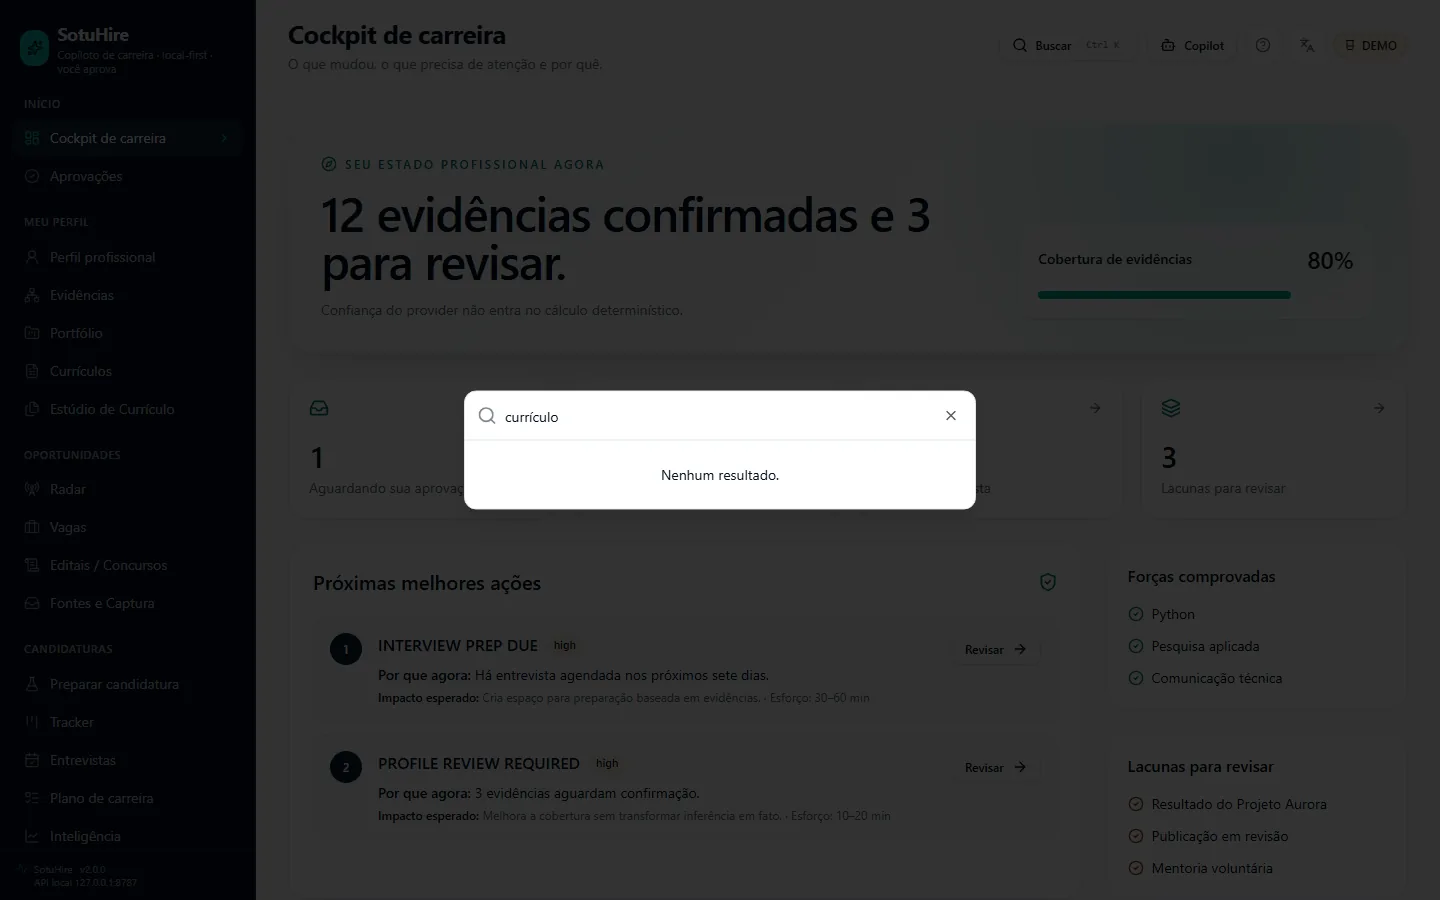 SotuHire
Copiloto de carreira · local-first ·
você aprova
INÍCIO
Cockpit de carreira
Aprovações
MEU PERFIL
Perfil profissional
Evidências
Portfólio
Currículos
Estúdio de Currículo
OPORTUNIDADES
Radar
Vagas
Editais / Concursos
Fontes e Captura
CANDIDATURAS
Preparar candidatura
Tracker
Entrevistas
Plano de carreira
Inteligência
SotuHire v2.0.0
API local 127.0.0.1:8787
Cockpit de carreira
O que mudou, o que precisa de atenção e por quê.
Buscar Ctrl K
Copilot
DEMO
SEU ESTADO PROFISSIONAL AGORA
12 evidências confirmadas e 3
para revisar.
Confiança do provider não entra no cálculo determinístico.
Cobertura de evidências 80%
currículo
Nenhum resultado.
1
Aguardando sua aprovaç
ta
3
Lacunas para revisar
Próximas melhores ações
1 INTERVIEW PREP DUE high
Por que agora: Há entrevista agendada nos próximos sete dias.
Impacto esperado: Cria espaço para preparação baseada em evidências. · Esforço: 30–60 min
Revisar
2 PROFILE REVIEW REQUIRED high
Por que agora: 3 evidências aguardam confirmação.
Impacto esperado: Melhora a cobertura sem transformar inferência em fato. · Esforço: 10–20 min
Revisar
Forças comprovadas
Python
Pesquisa aplicada
Comunicação técnica
Lacunas para revisar
Resultado do Projeto Aurora
Publicação em revisão
Mentoria voluntária